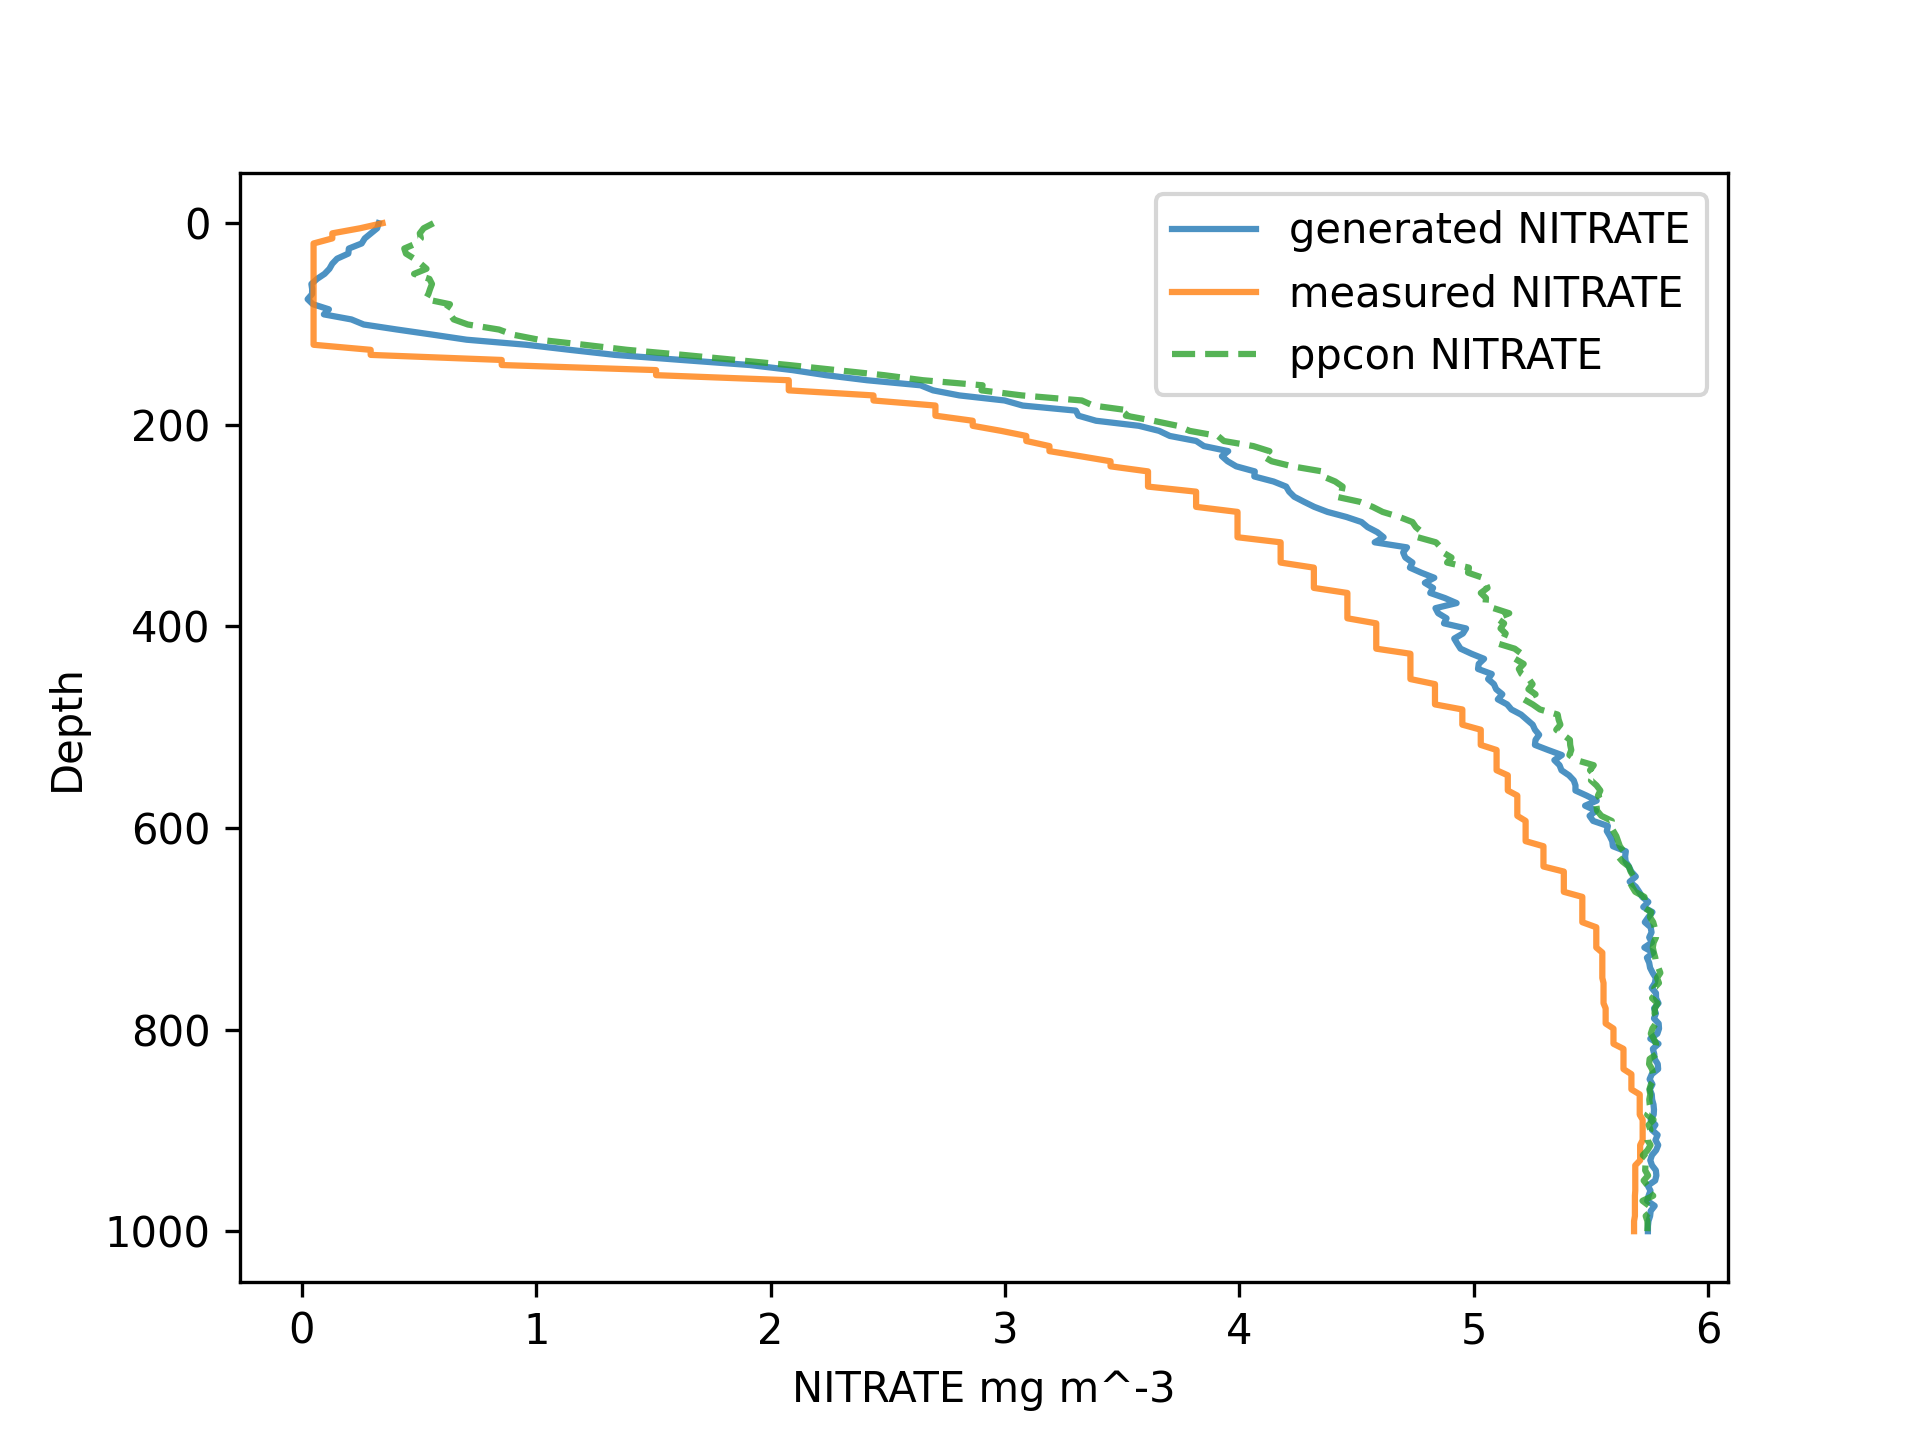 generated NITRATE
measured NITRATE
ppcon NITRATE
0
200
400
600
800
1000
Depth
0 1 2 3 4 5 6
NITRATE mg m^-3